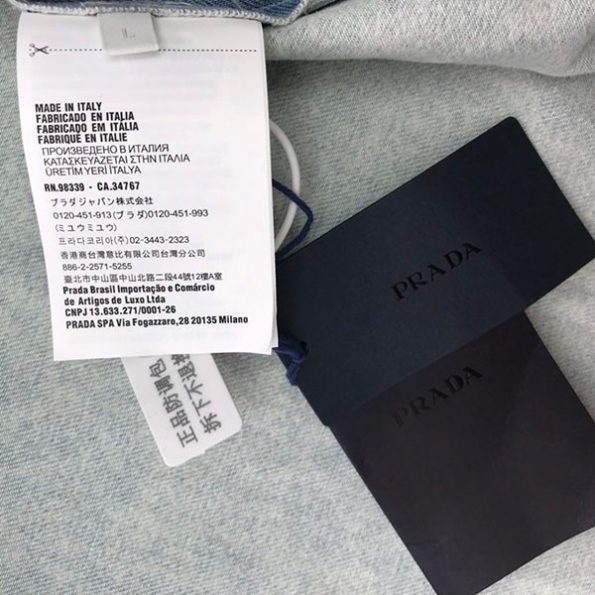 L
MADE IN ITALY
FABRICADO EN ITALIA
FABRICADO EM ITÁLIA
FABRIQUÉ EN ITALIE
ПРОИЗВЕДЕНО В ИТАЛИЯ
ΚΑΤΑΣΚΕΥΑΖΕΤΑΙ ΣΤΗΝ ΙΤΑΛΙΑ
ÜRETİM YERİ İTALYA
RN.98339 - CA.34767
プラダジャパン株式会社
0120-451-913(プラダ)0120-451-993
(ミュウミュウ)
프라다코리아(주)02-3443-2323
香港商台灣意比有限公司台灣分公司
886-2-2571-5255
臺北市中山區中山北路二段44號12樓A室
Prada Brasil Importação e Comárcio
de Artigos de Luxo Ltda
CNPJ 13.633.271/0001-26
PRADA SPA Via Fogazzaro,28 20135 Milano
正品防调包
拆下不退换
PRADA
PRADA